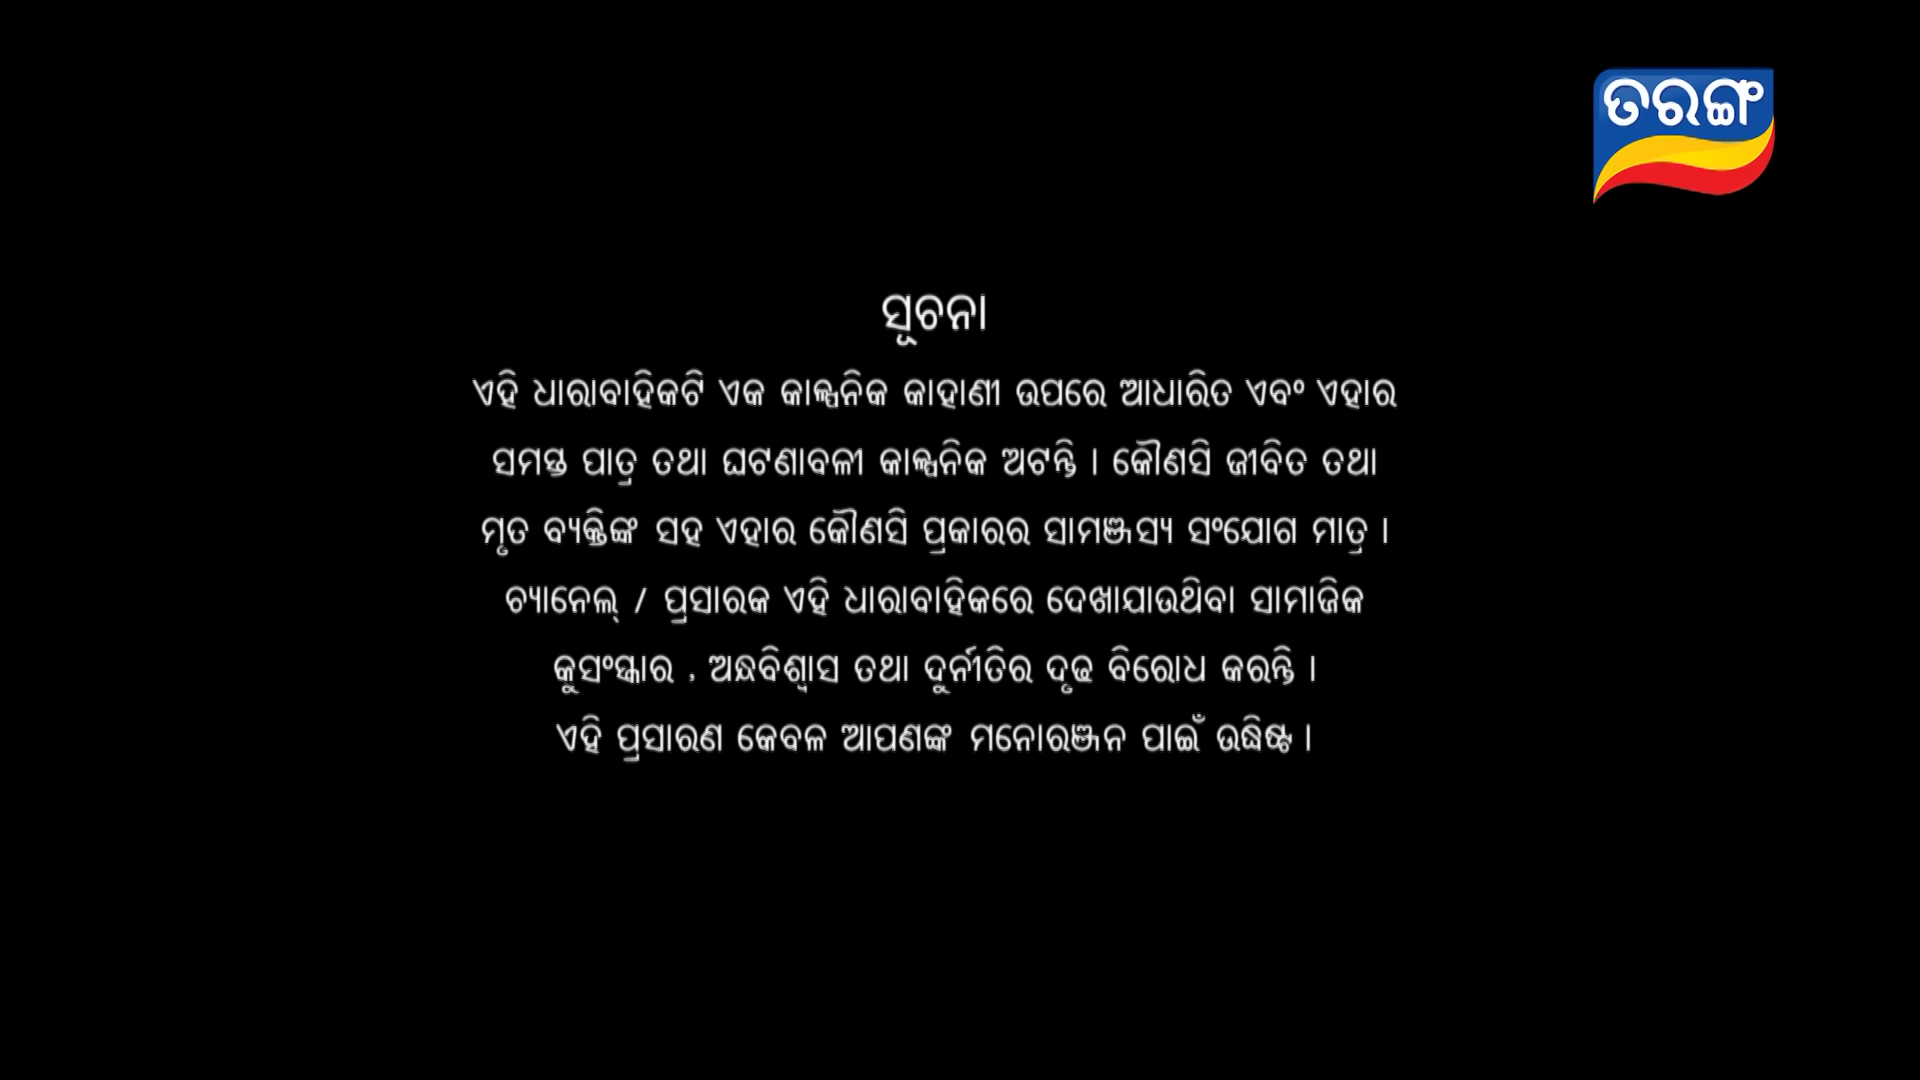 ତରଙ୍ଗ
ସୂଚନା
ଏହି ଧାରାବାହିକଟି ଏକ କାଳ୍ପନିକ କାହାଣୀ ଉପରେ ଆଧାରିତ ଏବଂ ଏହାର
ସମସ୍ତ ପାତ୍ର ତଥା ଘଟଣାବଳୀ କାଳ୍ପନିକ ଅଟନ୍ତି । କୌଣସି ଜୀବିତ ତଥା
ମୃତ ବ୍ୟକ୍ତିଙ୍କ ସହ ଏହାର କୌଣସି ପ୍ରକାରର ସାମଞ୍ଜସ୍ୟ ସଂଯୋଗ ମାତ୍ର ।
ଚ୍ୟାନେଲ୍ / ପ୍ରସାରକ ଏହି ଧାରାବାହିକରେ ଦେଖାଯାଉଥିବା ସାମାଜିକ
କୁସଂସ୍କାର , ଅନ୍ଧବିଶ୍ୱାସ ତଥା ଦୁର୍ନୀତିର ଦୃଢ ବିରୋଧ କରନ୍ତି ।
ଏହି ପ୍ରସାରଣ କେବଳ ଆପଣଙ୍କ ମନୋରଞ୍ଜନ ପାଇଁ ଉଦ୍ଧିଷ୍ଟ ।